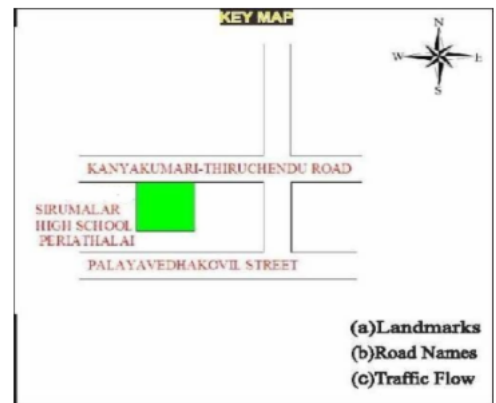 KEY MAP
N
W E
S
KANYAKUMARI-THIRUCHENDU ROAD
SIRUMALAR
HIGH SCHOOL
PERIATHALAI
PALAYAVEDHAKOVIL STREET
(a)Landmarks
(b)Road Names
(c)Traffic Flow